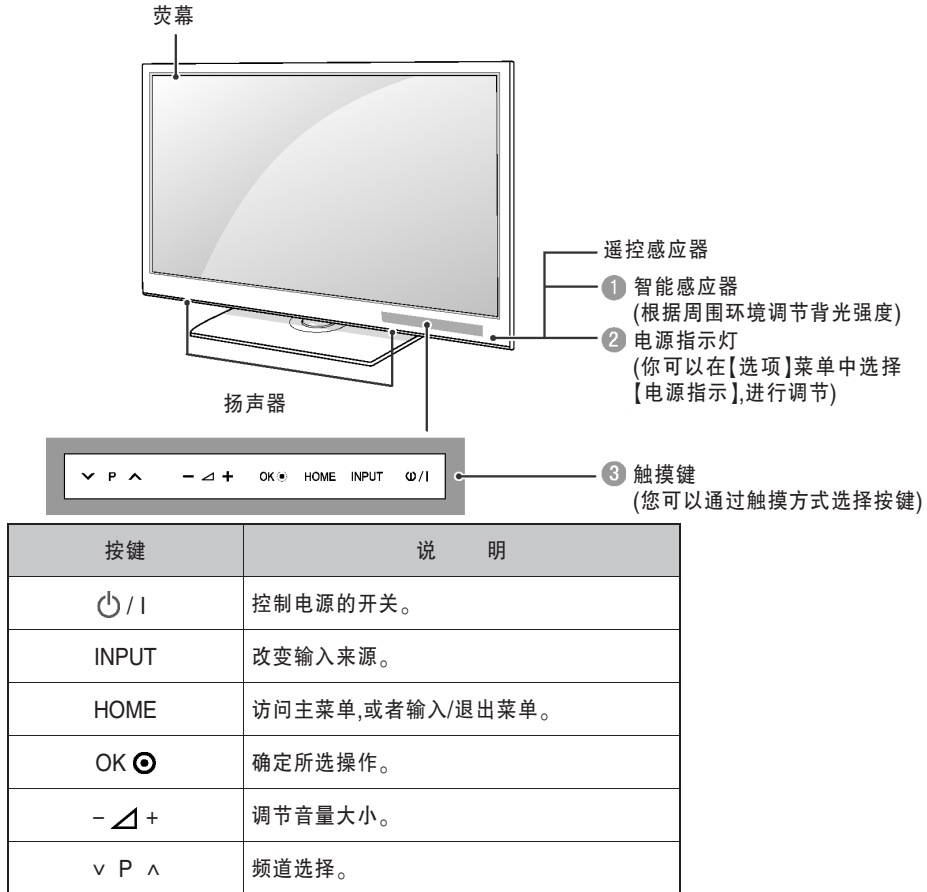 荧幕
遥控感应器
1 智能感应器
(根据周围环境调节背光强度)
2 电源指示灯
(你可以在【选项】菜单中选择
【电源指示】,进行调节)
扬声器
∨ P ∧ − ⊿ + OK⦿ HOME INPUT ⏻/I
3 触摸键
(您可以通过触摸方式选择按键)
按键 说 明
⏻ / I 控制电源的开关。
INPUT 改变输入来源。
HOME 访问主菜单,或者输入/退出菜单。
OK ⦿ 确定所选操作。
− ⊿ + 调节音量大小。
∨ P ∧ 频道选择。